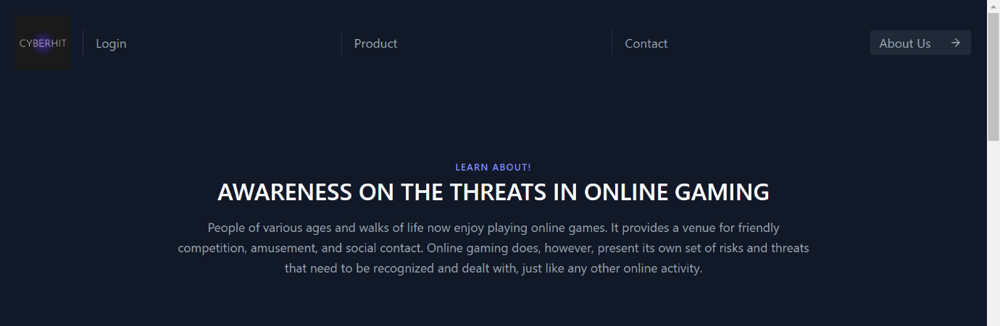 CYBERHIT
Login
Product
Contact
About Us
LEARN ABOUT!
AWARENESS ON THE THREATS IN ONLINE GAMING
People of various ages and walks of life now enjoy playing online games. It provides a venue for friendly
competition, amusement, and social contact. Online gaming does, however, present its own set of risks and threats
that need to be recognized and dealt with, just like any other online activity.